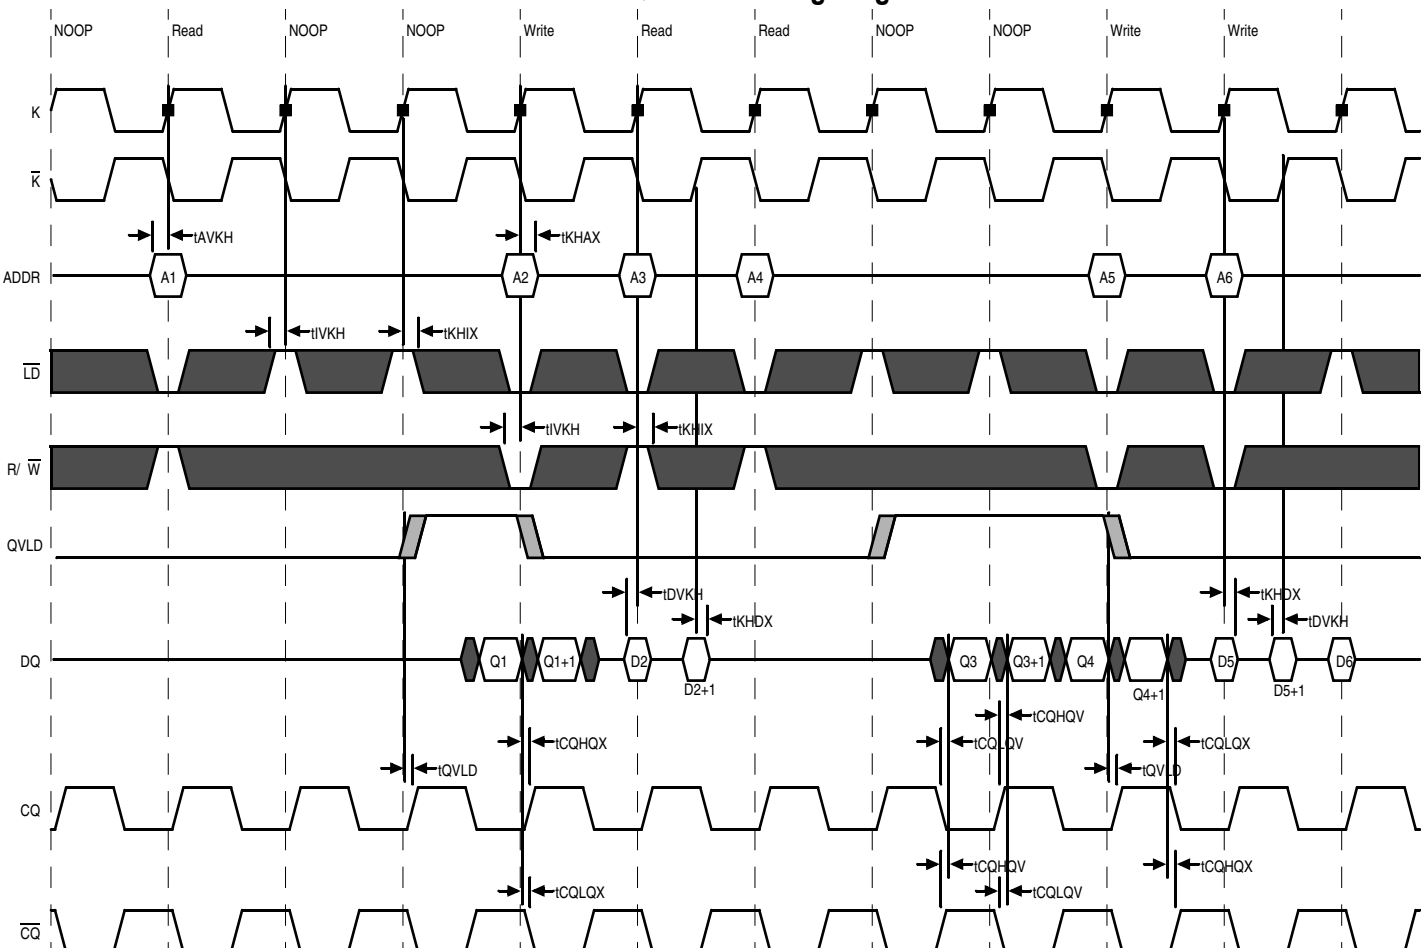 NOOP Read NOOP NOOP Write Read Read NOOP NOOP Write Write
K
K
tAVKH tKHAX
ADDR A1 A2 A3 A4 A5 A6
tIVKH tKHIX
LD
tIVKH tKHIX
R/ W
QVLD
tDVKH tKHDX
tKHDX tDVKH
DQ Q1 Q1+1 D2 Q3 Q3+1 Q4 D5 D6
D2+1 Q4+1 D5+1
tCQHQV
tCQHQX tCQLQV tCQLQX
tQVLD tQVLD
CQ
tCQHQV tCQHQX
tCQLQX tCQLQV
CQ